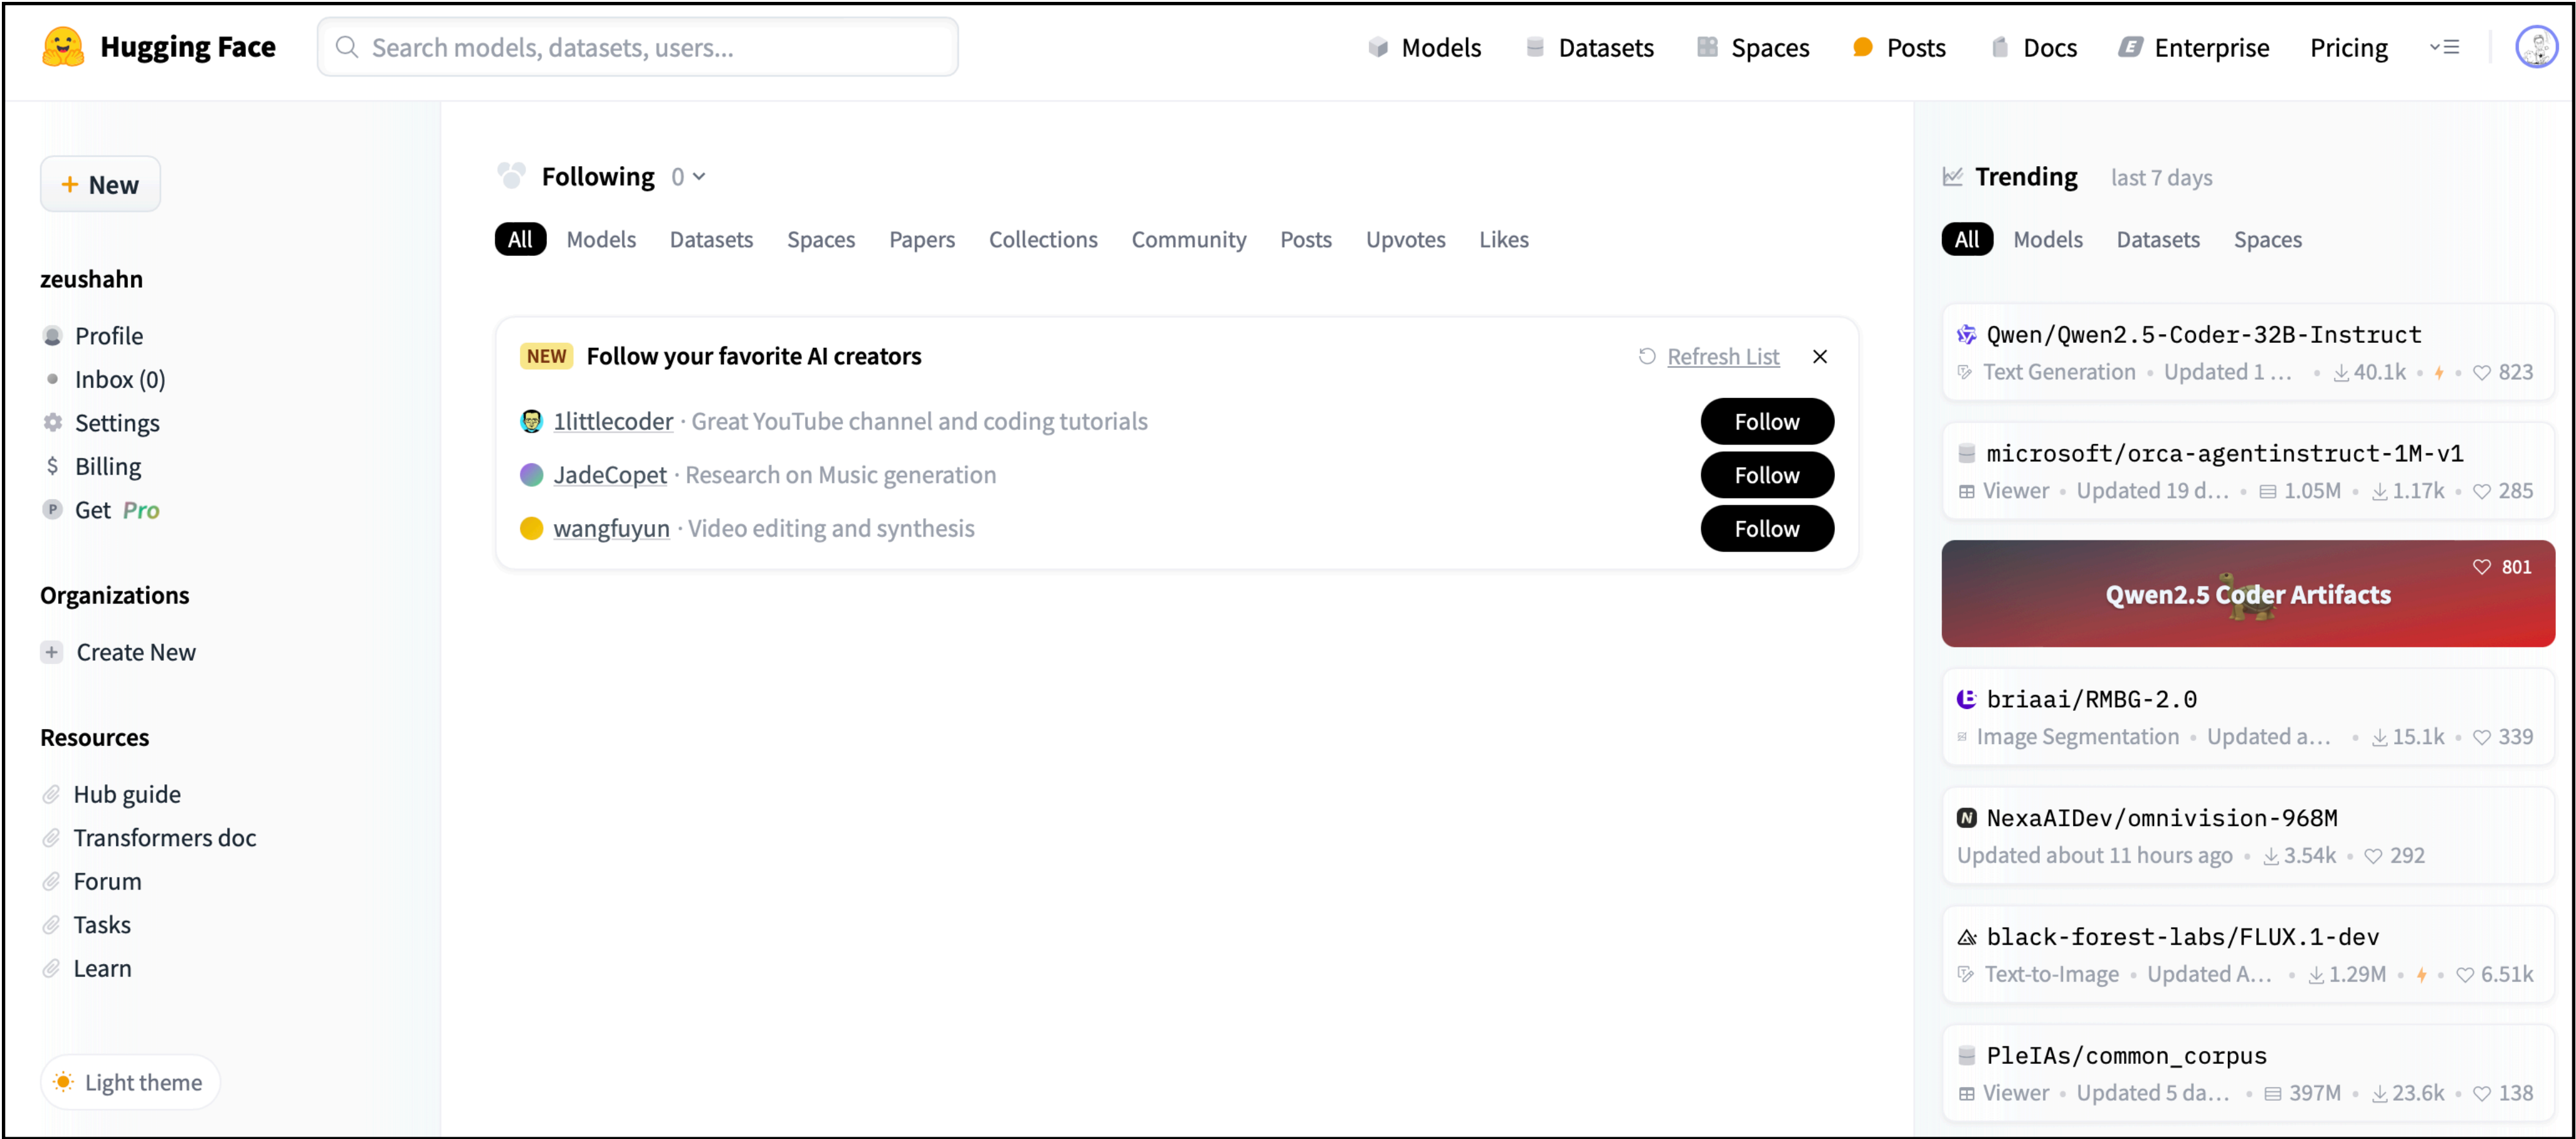 Hugging Face
Search models, datasets, users...
Models
Datasets
Spaces
Posts
Docs
Enterprise
Pricing
+ New
zeushahn
Profile
Inbox (0)
Settings
$ Billing
P Get Pro
Organizations
+ Create New
Resources
Hub guide
Transformers doc
Forum
Tasks
Learn
Light theme
Following 0
All Models Datasets Spaces Papers Collections Community Posts Upvotes Likes
NEW Follow your favorite AI creators
Refresh List
1littlecoder · Great YouTube channel and coding tutorials
Follow
JadeCopet · Research on Music generation
Follow
wangfuyun · Video editing and synthesis
Follow
Trending last 7 days
All Models Datasets Spaces
Qwen/Qwen2.5-Coder-32B-Instruct
Text Generation • Updated 1 ... • 40.1k • • 823
microsoft/orca-agentinstruct-1M-v1
Viewer • Updated 19 d... • 1.05M • 1.17k • 285
801
Qwen2.5 Coder Artifacts
briaai/RMBG-2.0
Image Segmentation • Updated a... • 15.1k • 339
NexaAIDev/omnivision-968M
Updated about 11 hours ago • 3.54k • 292
black-forest-labs/FLUX.1-dev
Text-to-Image • Updated A... • 1.29M • • 6.51k
PleIAs/common_corpus
Viewer • Updated 5 da... • 397M • 23.6k • 138